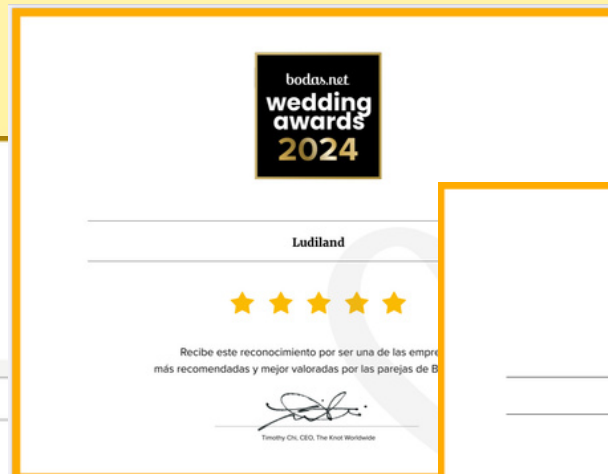 bodas.net
wedding
awards
2024
Ludiland
Recibe este reconocimiento por ser una de las
más recomendadas y mejor valoradas por las parejas de
Timothy Chi, CEO, The Knot Worldwide